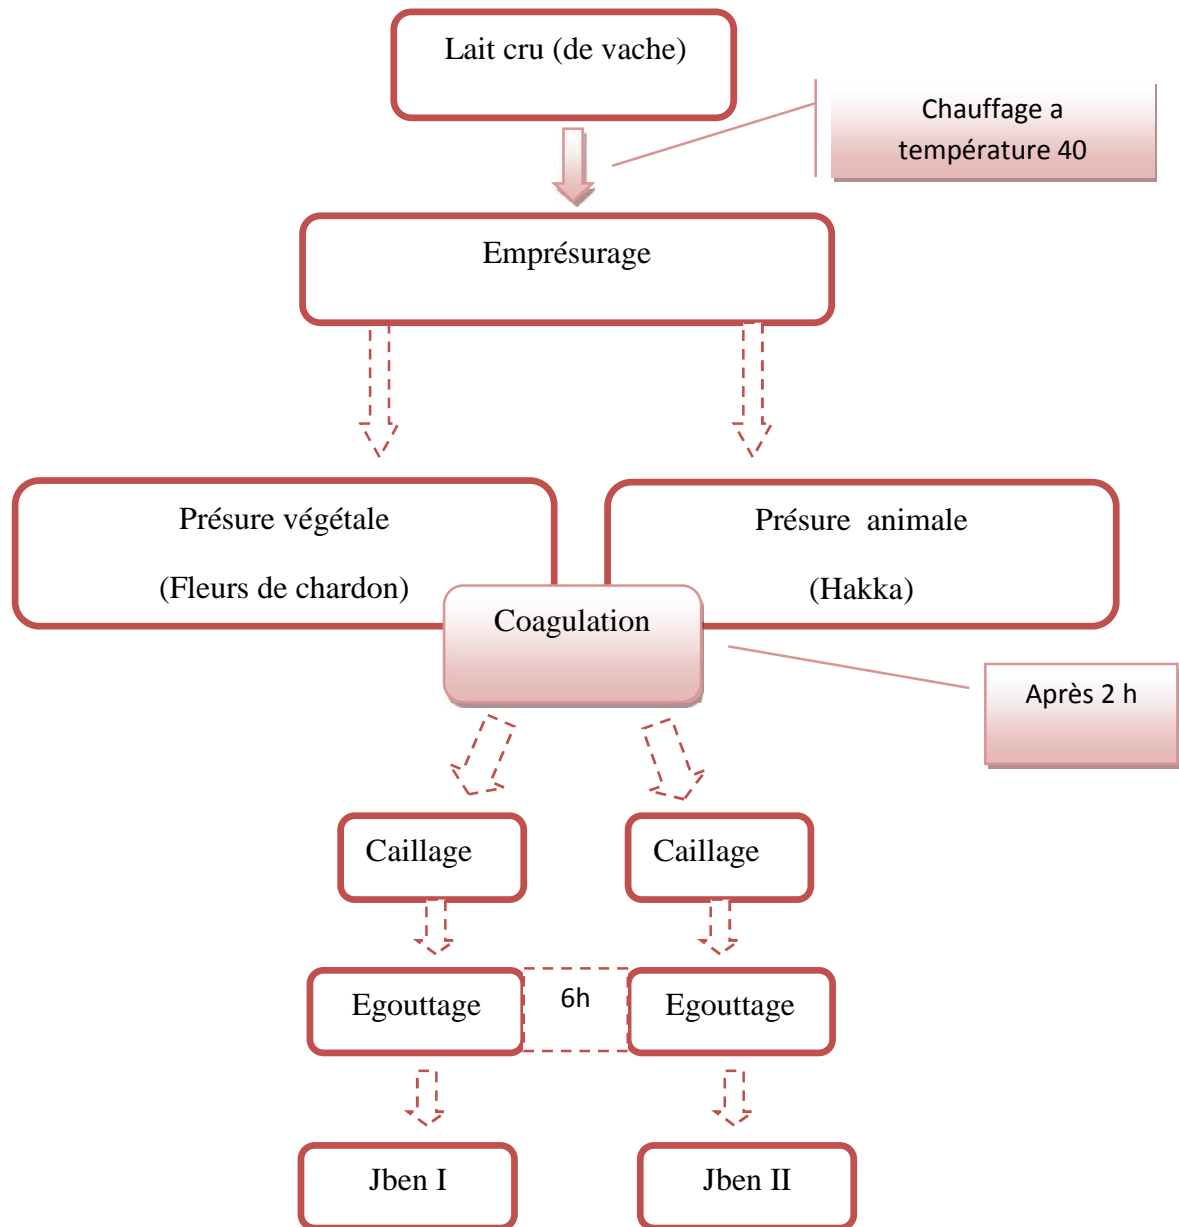 Lait cru (de vache)
Chauffage a
température 40
Emprésurage
Présure végétale
(Fleurs de chardon)
Présure animale
(Hakka)
Coagulation
Après 2 h
Caillage
Caillage
Egouttage
6h
Egouttage
Jben I
Jben II